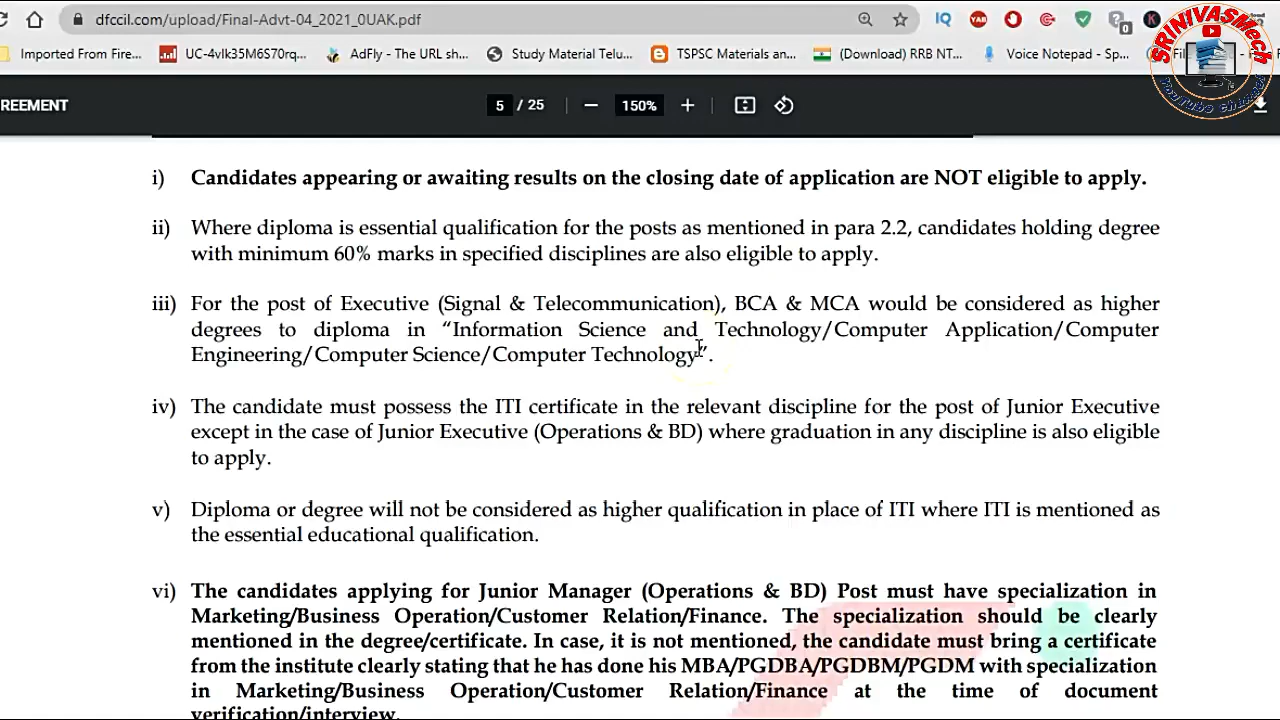 dfccil.com/upload/Final-Advt-04_2021_0UAK.pdf
IQ
YAB
0
K
Imported From Fire...
UC-4vlk35M6S70rq...
AdFly - The URL sh...
Study Material Telu...
TSPSC Materials an...
(Download) RRB NT...
Voice Notepad - Sp...
SRINIVASMech
YouTube Channel
REEMENT
5 / 25
150%
i) Candidates appearing or awaiting results on the closing date of application are NOT eligible to apply.
ii) Where diploma is essential qualification for the posts as mentioned in para 2.2, candidates holding degree
with minimum 60% marks in specified disciplines are also eligible to apply.
iii) For the post of Executive (Signal & Telecommunication), BCA & MCA would be considered as higher
degrees to diploma in “Information Science and Technology/Computer Application/Computer
Engineering/Computer Science/Computer Technology”.
iv) The candidate must possess the ITI certificate in the relevant discipline for the post of Junior Executive
except in the case of Junior Executive (Operations & BD) where graduation in any discipline is also eligible
to apply.
v) Diploma or degree will not be considered as higher qualification in place of ITI where ITI is mentioned as
the essential educational qualification.
vi) The candidates applying for Junior Manager (Operations & BD) Post must have specialization in
Marketing/Business Operation/Customer Relation/Finance. The specialization should be clearly
mentioned in the degree/certificate. In case, it is not mentioned, the candidate must bring a certificate
from the institute clearly stating that he has done his MBA/PGDBA/PGDBM/PGDM with specialization
in Marketing/Business Operation/Customer Relation/Finance at the time of document
verification/interview.